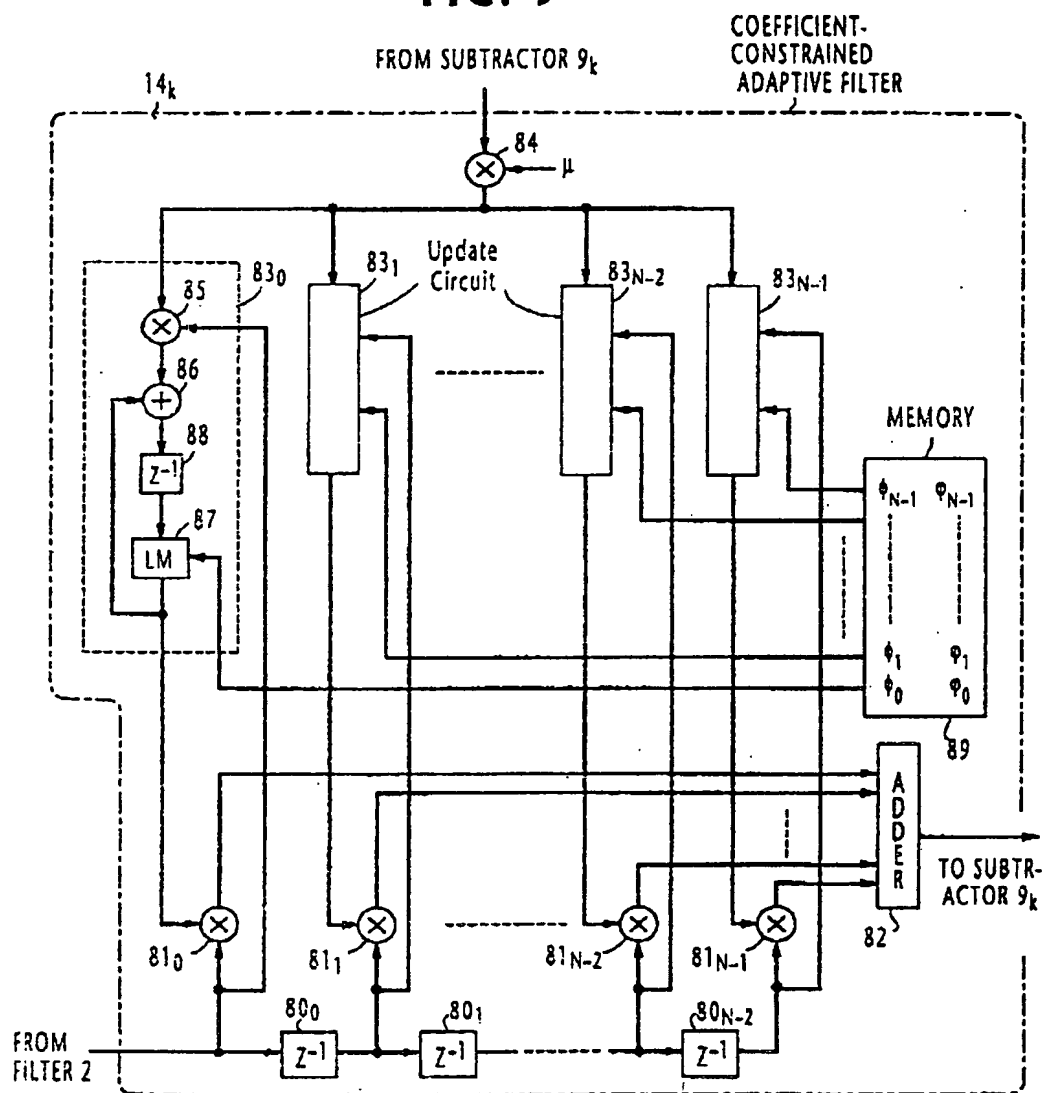 COEFFICIENT-
CONSTRAINED
ADAPTIVE FILTER
FROM SUBTRACTOR 9k
14k
84
μ
Update
Circuit
83₀
83₁
83N-2
83N-1
85
86
88
Z⁻¹
87
LM
MEMORY
ϕN-1 φN-1
ϕ₁ φ₁
ϕ₀ φ₀
89
ADDER
82
TO SUBTR-
ACTOR 9k
81₀
81₁
81N-2
81N-1
80₀
80₁
80N-2
Z⁻¹
Z⁻¹
Z⁻¹
FROM
FILTER 2